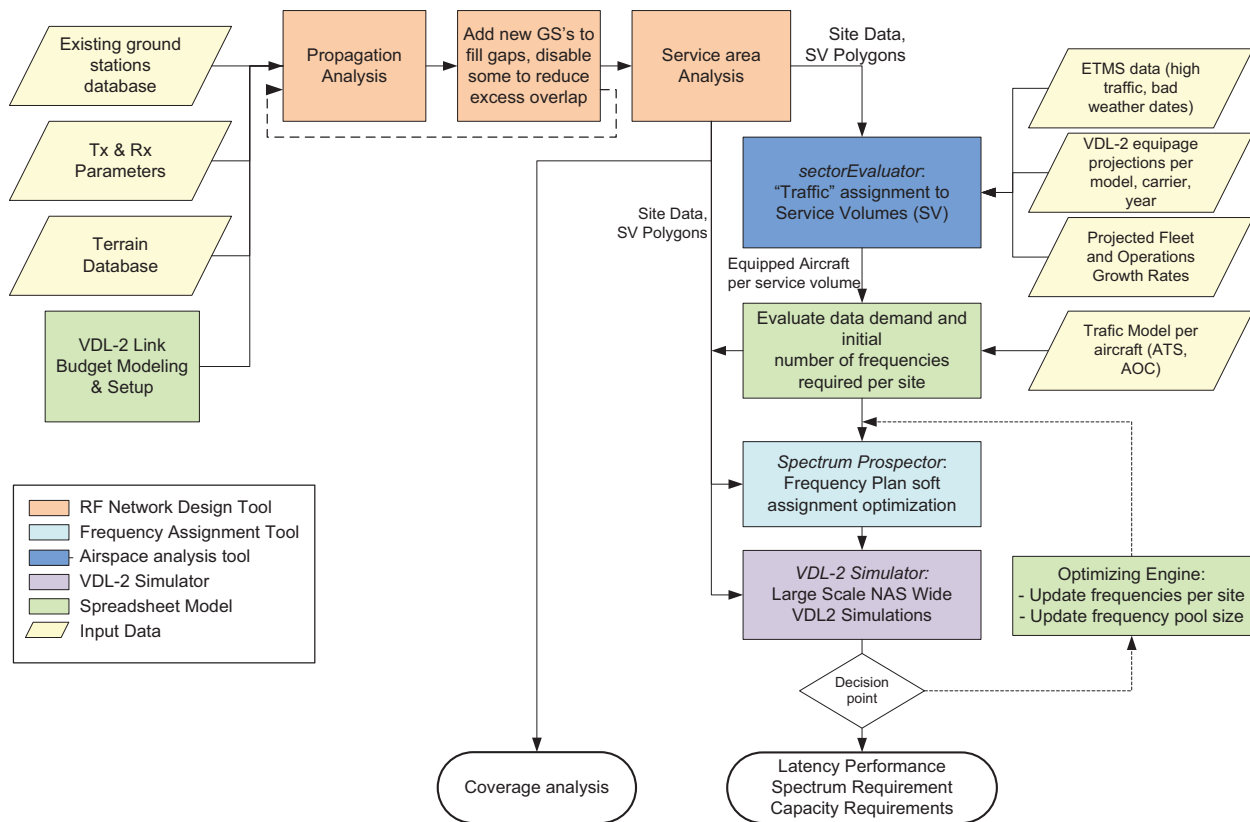 Existing ground
stations
database
Tx & Rx
Parameters
Terrain
Database
VDL-2 Link
Budget Modeling
& Setup
Propagation
Analysis
Add new GS's to
fill gaps, disable
some to reduce
excess overlap
Service area
Analysis
Site Data,
SV Polygons
ETMS data (high
traffic, bad
weather dates)
VDL-2 equipage
projections per
model, carrier,
year
Projected Fleet
and Operations
Growth Rates
sectorEvaluator:
“Traffic” assignment to
Service Volumes (SV)
Site Data,
SV Polygons
Equipped Aircraft
per service volume
Evaluate data demand and
initial
number of frequencies
required per site
Trafic Model per
aircraft (ATS,
AOC)
Spectrum Prospector:
Frequency Plan soft
assignment optimization
VDL-2 Simulator:
Large Scale NAS Wide
VDL2 Simulations
Optimizing Engine:
- Update frequencies per site
- Update frequency pool size
Decision
point
RF Network Design Tool
Frequency Assignment Tool
Airspace analysis tool
VDL-2 Simulator
Spreadsheet Model
Input Data
Coverage analysis
Latency Performance
Spectrum Requirement
Capacity Requirements